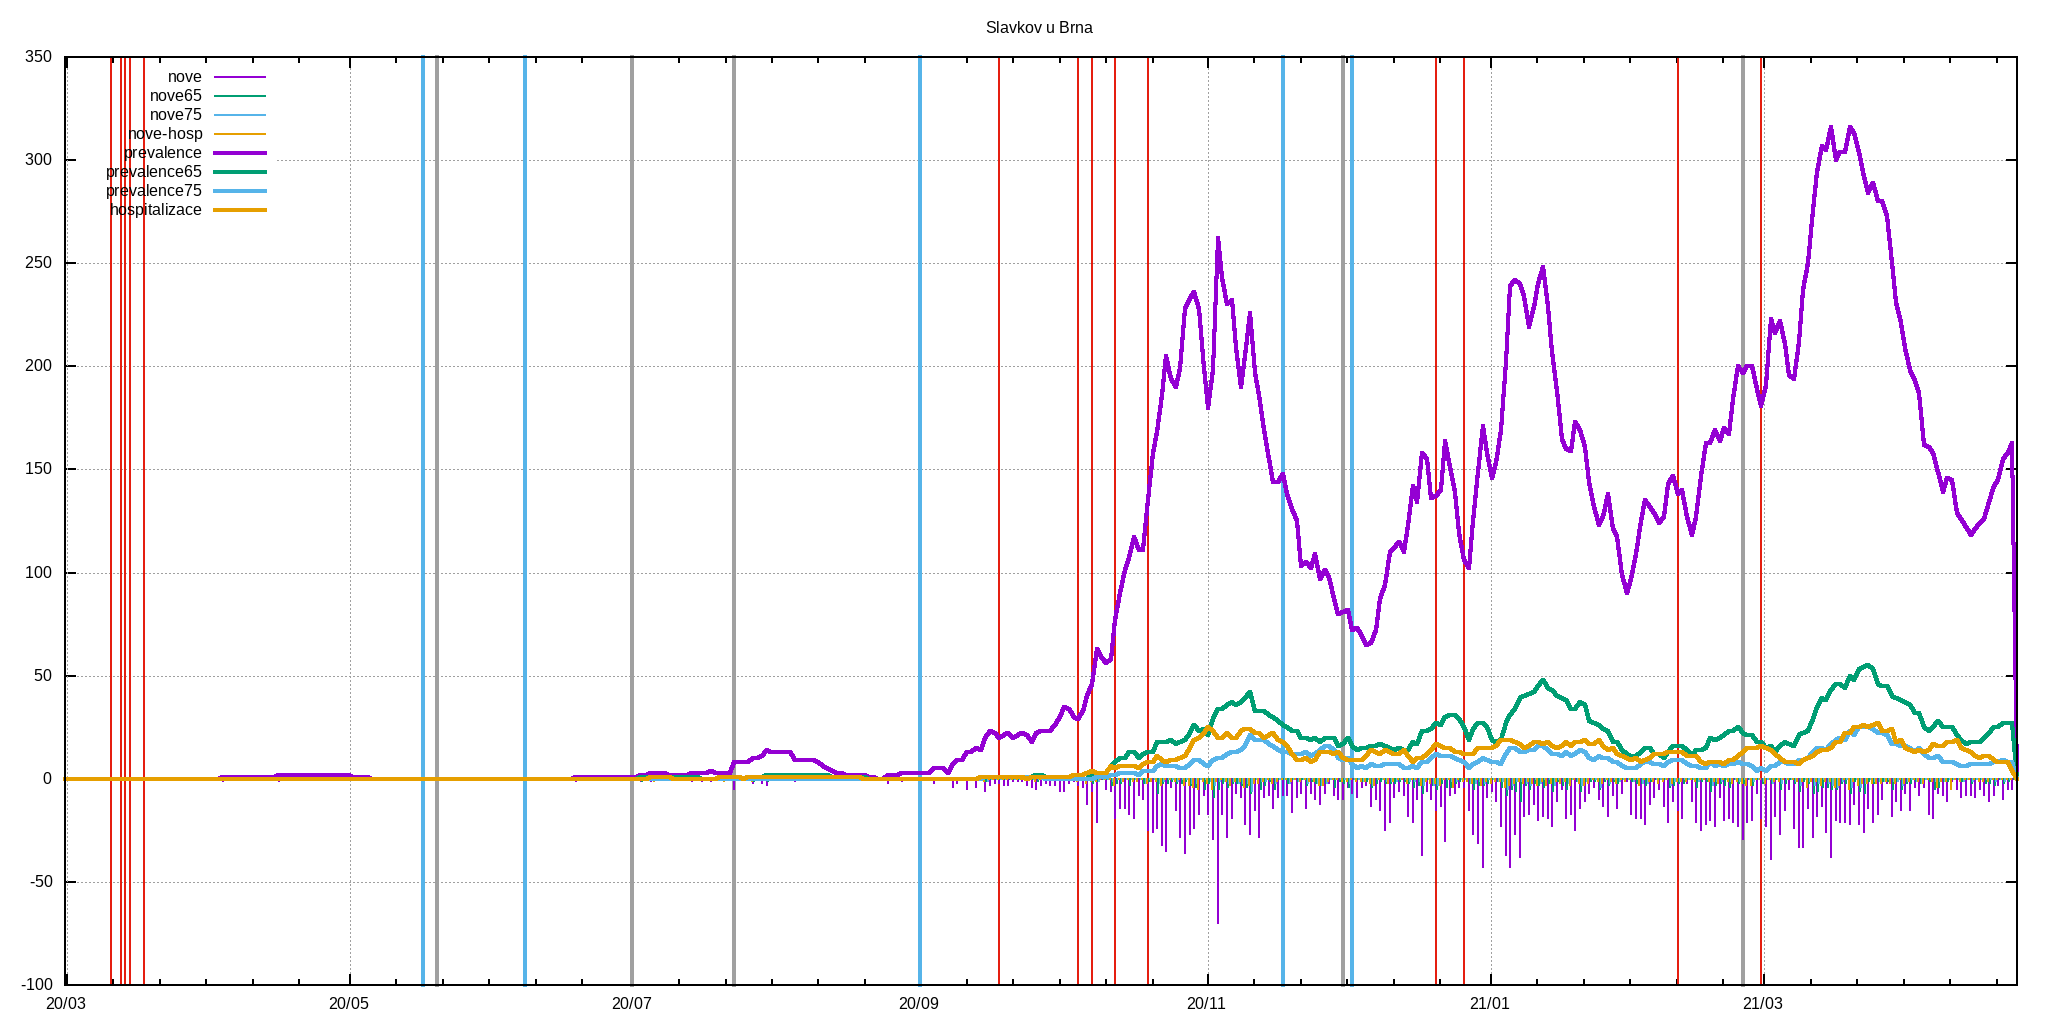 Slavkov u Brna
350
300
250
200
150
100
50
0
-50
-100
nove
nove65
nove75
nove-hosp
prevalence
prevalence65
prevalence75
hospitalizace
20/03 20/05 20/07 20/09 20/11 21/01 21/03